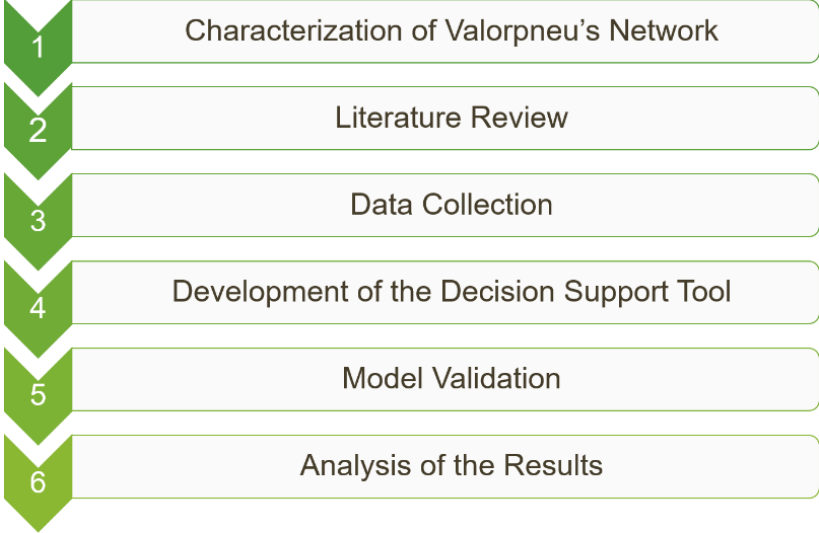 1
Characterization of Valorpneu’s Network
2
Literature Review
3
Data Collection
4
Development of the Decision Support Tool
5
Model Validation
6
Analysis of the Results